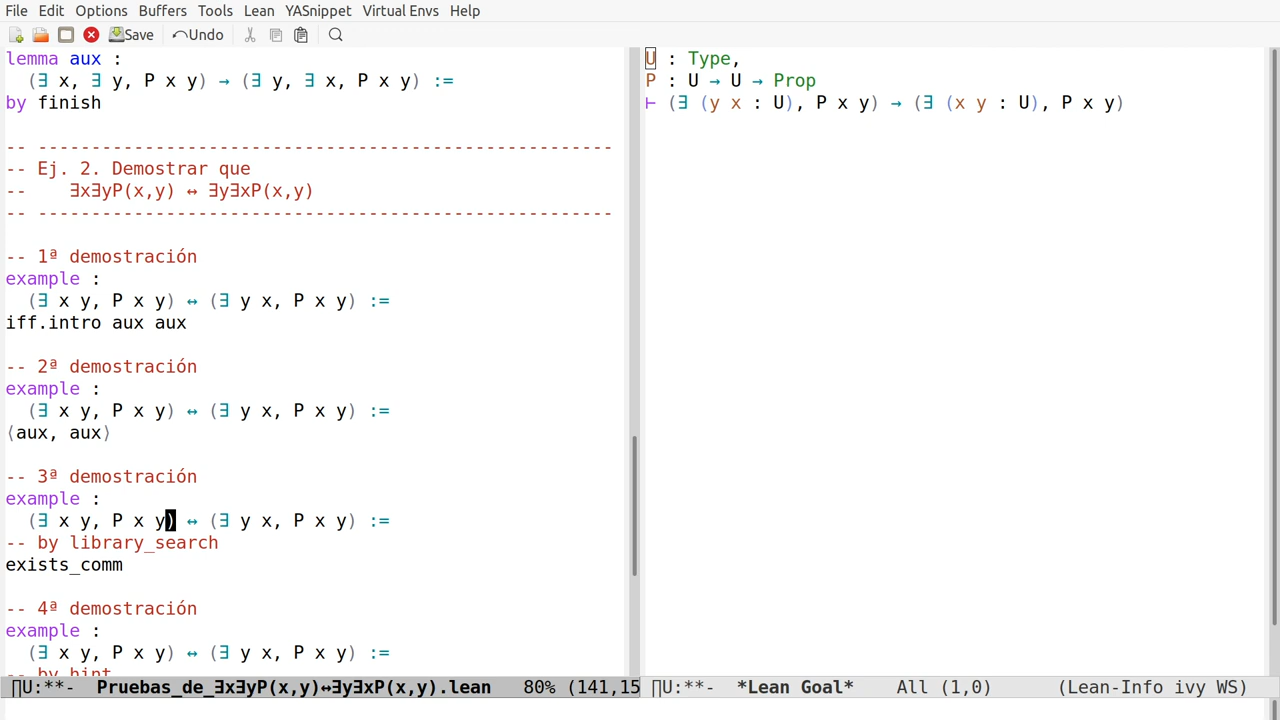 File Edit Options Buffers Tools Lean YASnippet Virtual Envs Help
Save Undo
lemma aux :
(∃ x, ∃ y, P x y) → (∃ y, ∃ x, P x y) :=
by finish
-- ------------------------------------------------------
-- Ej. 2. Demostrar que
--    ∃x∃yP(x,y) ↔ ∃y∃xP(x,y)
-- ------------------------------------------------------
-- 1ª demostración
example :
(∃ x y, P x y) ↔ (∃ y x, P x y) :=
iff.intro aux aux
-- 2ª demostración
example :
(∃ x y, P x y) ↔ (∃ y x, P x y) :=
⟨aux, aux⟩
-- 3ª demostración
example :
(∃ x y, P x y) ↔ (∃ y x, P x y) :=
-- by library_search
exists_comm
-- 4ª demostración
example :
(∃ x y, P x y) ↔ (∃ y x, P x y) :=
-- by hint
∏U:**-  Pruebas_de_∃x∃yP(x,y)↔∃y∃xP(x,y).lean   80% (141,15
U : Type,
P : U → U → Prop
⊢ (∃ (y x : U), P x y) → (∃ (x y : U), P x y)
∏U:**-  *Lean Goal*    All (1,0)      (Lean-Info ivy WS)